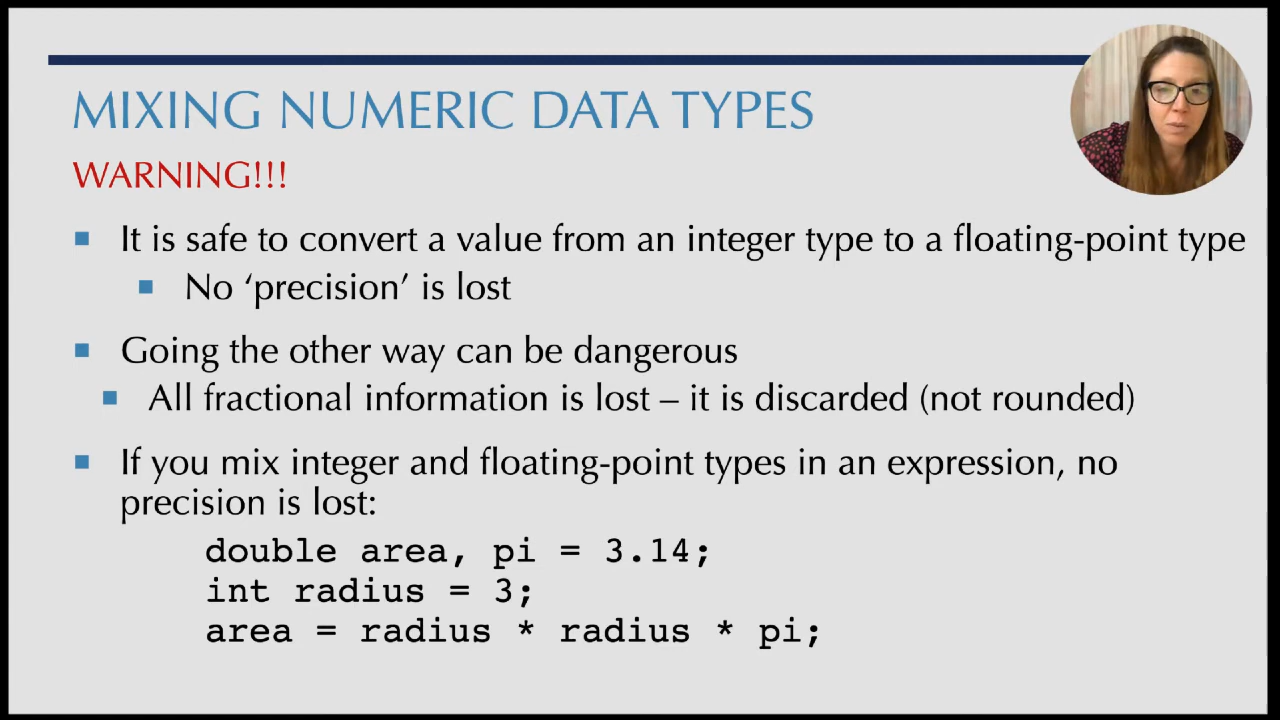 MIXING NUMERIC DATA TYPES
WARNING!!!
It is safe to convert a value from an integer type to a floating-point type
No ‘precision’ is lost
Going the other way can be dangerous
All fractional information is lost – it is discarded (not rounded)
If you mix integer and floating-point types in an expression, no
precision is lost:
double area, pi = 3.14;
int radius = 3;
area = radius * radius * pi;